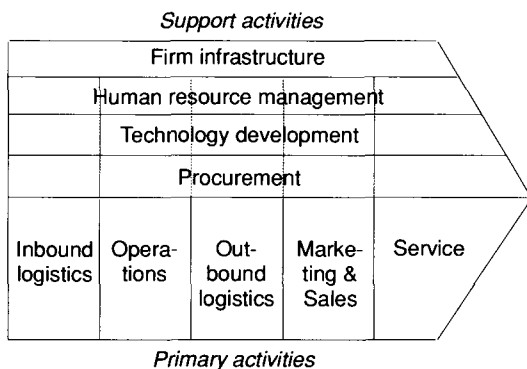 Support activities
Firm infrastructure
Human resource management
Technology development
Procurement
Inbound
logistics
Opera-
tions
Out-
bound
logistics
Marke-
ting &
Sales
Service
Primary activities